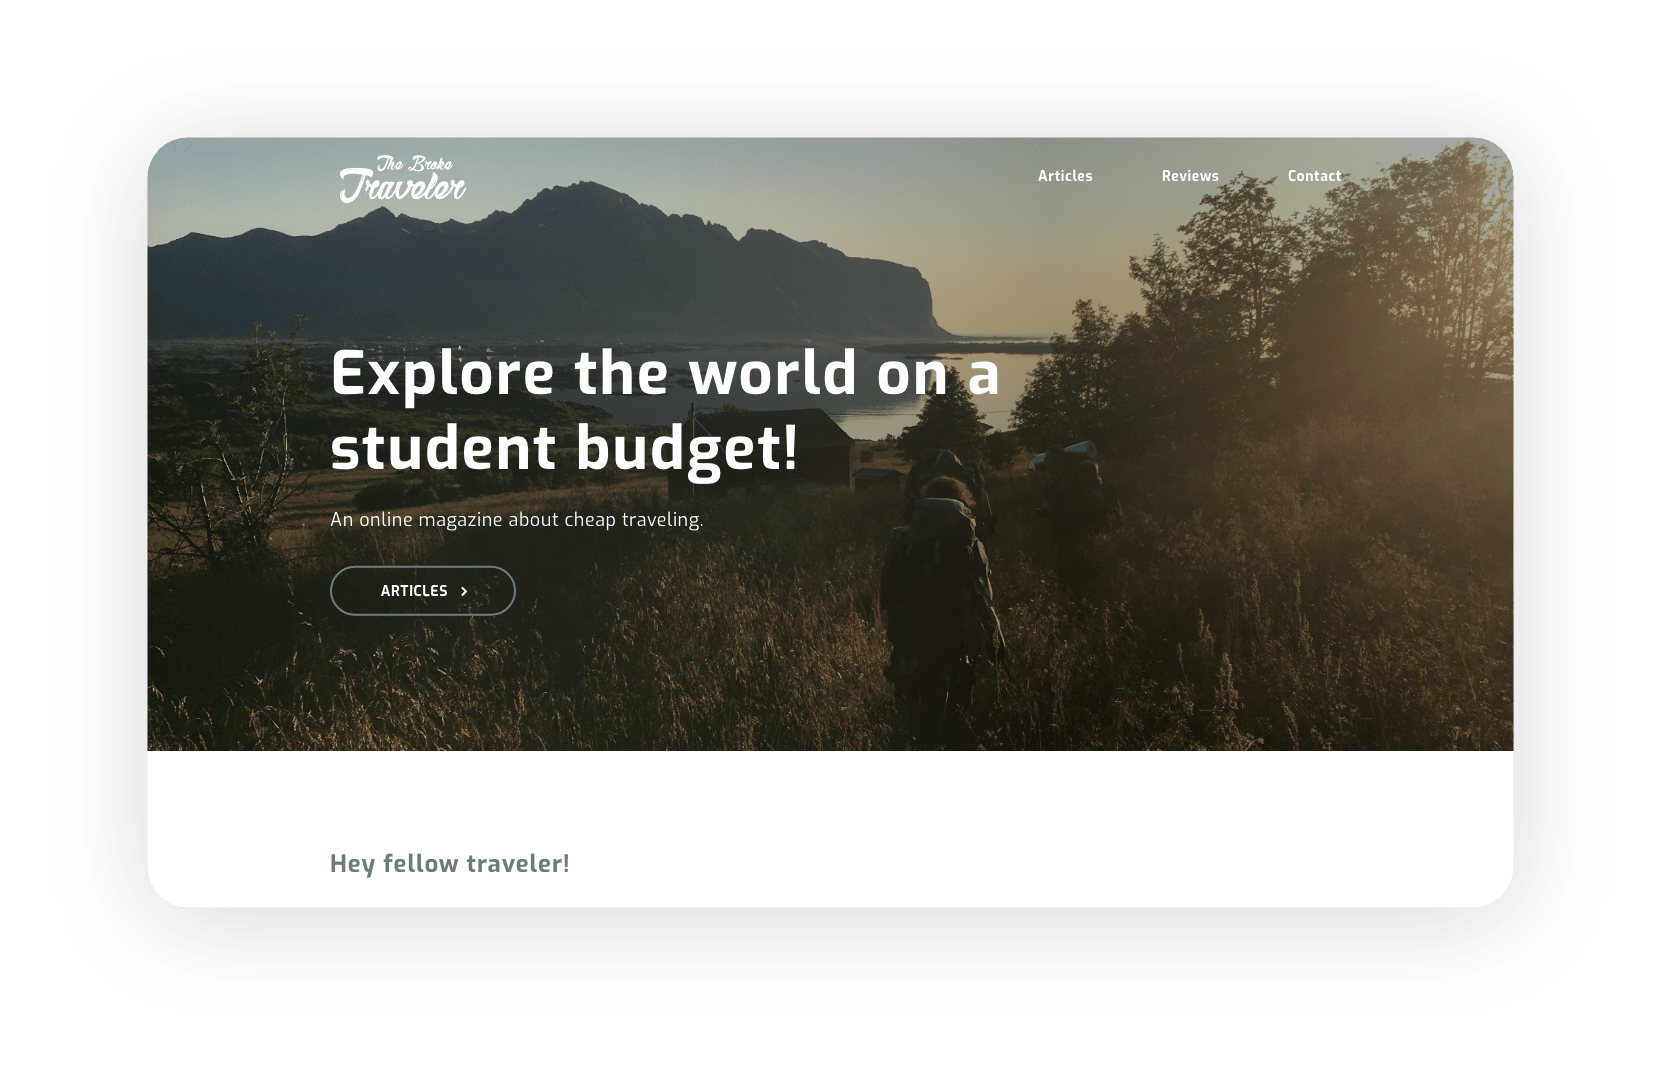 The Broke
Traveler
Articles
Reviews
Contact
Explore the world on a
student budget!
An online magazine about cheap traveling.
ARTICLES
Hey fellow traveler!